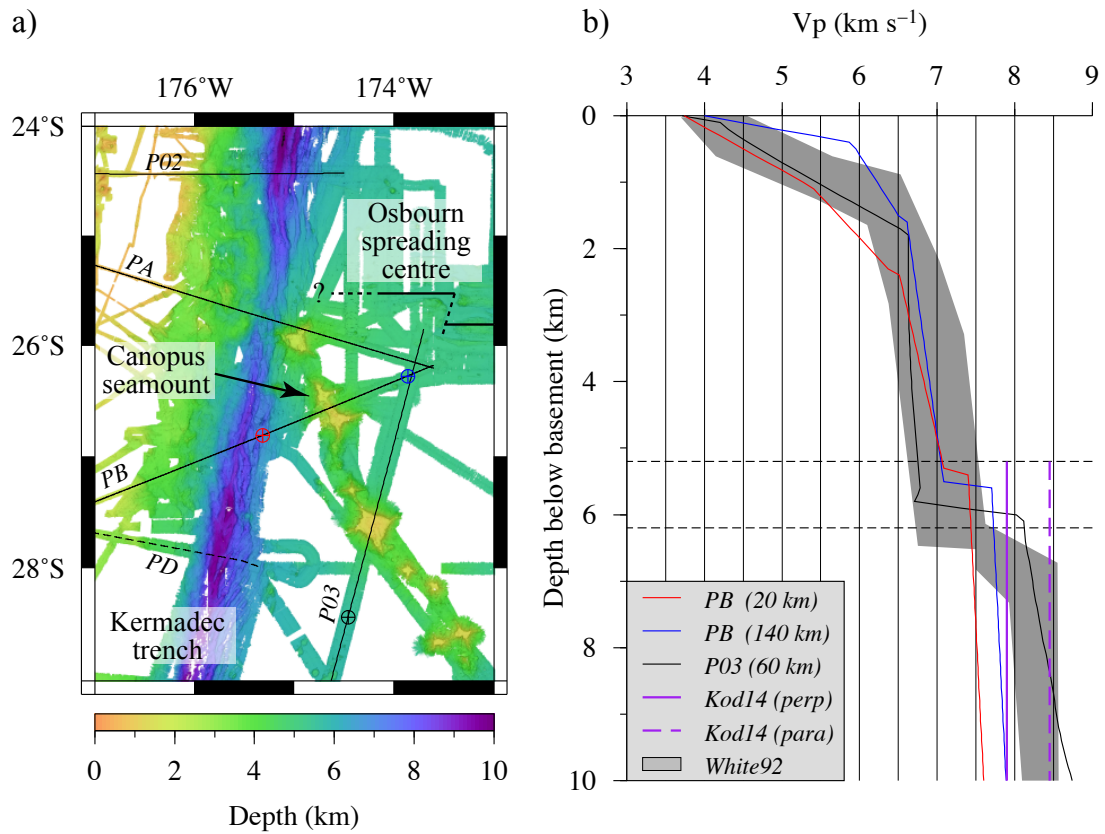 a)
176°W 174°W
24°S
26°S
28°S
P02
PA
Osbourn
spreading
centre
?
Canopus
seamount
PB
PD
P03
Kermadec
trench
0 2 4 6 8 10
Depth (km)
b)
Vp (km s⁻¹)
3 4 5 6 7 8 9
Depth below basement (km)
0
2
4
6
8
10
PB (20 km)
PB (140 km)
P03 (60 km)
Kod14 (perp)
Kod14 (para)
White92